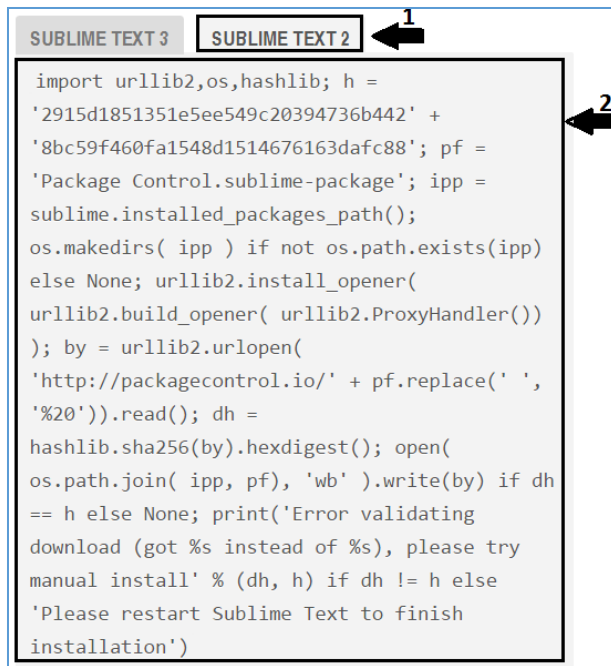 SUBLIME TEXT 3 SUBLIME TEXT 2 1
import urllib2,os,hashlib; h =
'2915d1851351e5ee549c20394736b442' +
'8bc59f460fa1548d1514676163dafc88'; pf =
'Package Control.sublime-package'; ipp =
sublime.installed_packages_path();
os.makedirs( ipp ) if not os.path.exists(ipp)
else None; urllib2.install_opener(
urllib2.build_opener( urllib2.ProxyHandler())
); by = urllib2.urlopen(
'http://packagecontrol.io/' + pf.replace(' ',
'%20')).read(); dh =
hashlib.sha256(by).hexdigest(); open(
os.path.join( ipp, pf), 'wb' ).write(by) if dh
== h else None; print('Error validating
download (got %s instead of %s), please try
manual install' % (dh, h) if dh != h else
'Please restart Sublime Text to finish
installation')
2